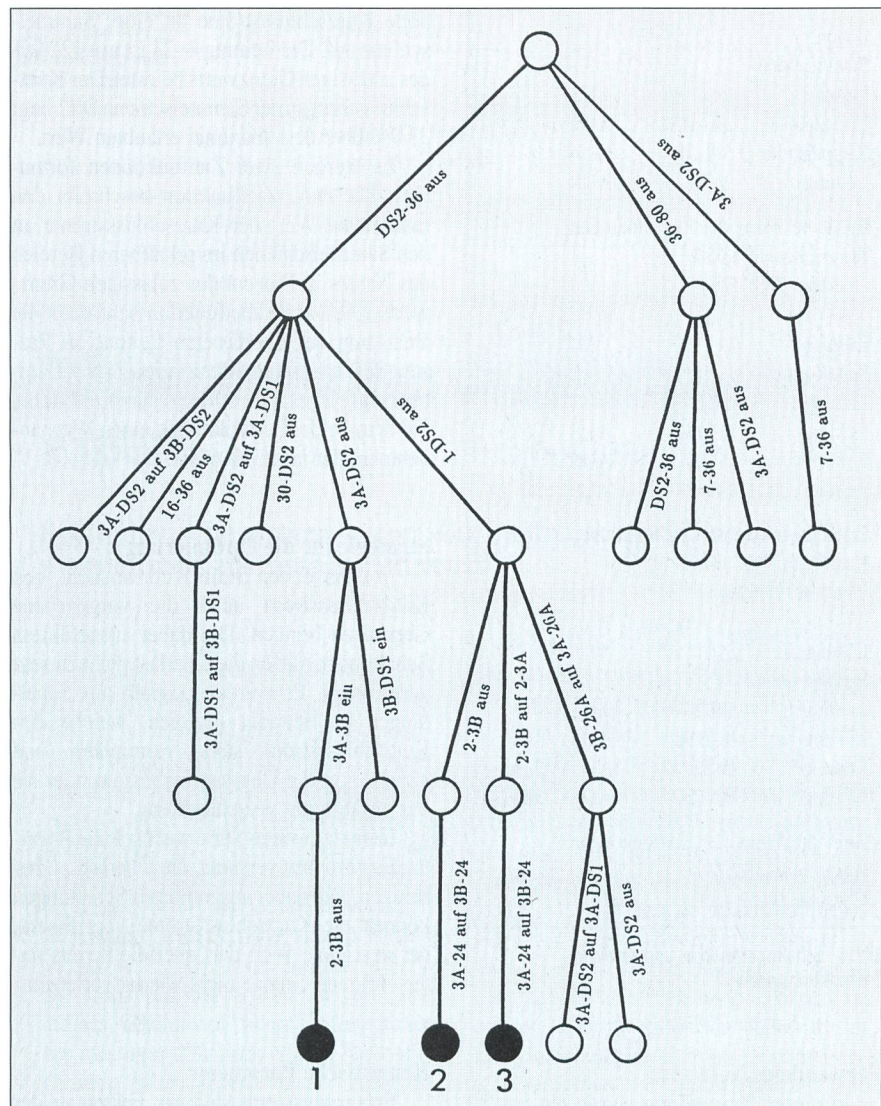 DS2-36 aus
36-80 aus
3A-DS2 aus
3A-DS2 auf 3B-DS2
16-36 aus
3A-DS2 auf 3A-DS1
30-DS2 aus
3A-DS2 aus
1-DS2 aus
DS2-36 aus
7-36 aus
3A-DS2 aus
7-36 aus
3A-DS1 auf 3B-DS1
3A-3B ein
3B-DS1 ein
2-3B aus
2-3B auf 2-3A
3B-26A auf 3A-26A
2-3B aus
3A-24 auf 3B-24
3A-24 auf 3B-24
3A-DS2 auf 3A-DS1
3A-DS2 aus
1
2
3